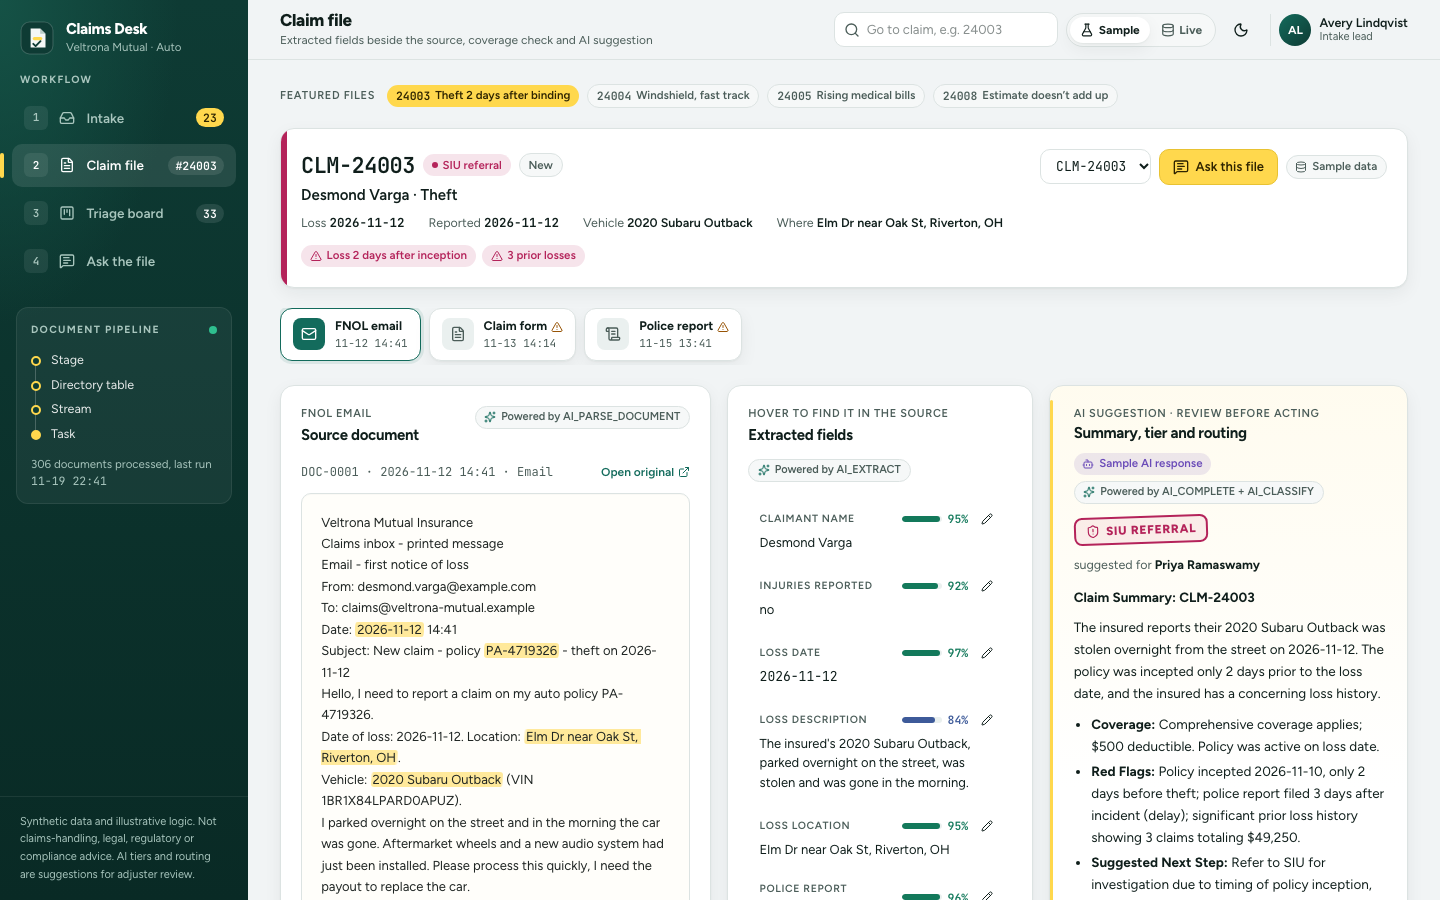 Claims Desk
Veltrona Mutual · Auto
WORKFLOW
1 Intake 23
2 Claim file #24003
3 Triage board 33
4 Ask the file
DOCUMENT PIPELINE
Stage
Directory table
Stream
Task
306 documents processed, last run
11-19 22:41
Synthetic data and illustrative logic. Not
claims-handling, legal, regulatory or
compliance advice. AI tiers and routing
are suggestions for adjuster review.
Claim file
Extracted fields beside the source, coverage check and AI suggestion
Go to claim, e.g. 24003
Sample
Live
AL
Avery Lindqvist
Intake lead
FEATURED FILES
24003 Theft 2 days after binding
24004 Windshield, fast track
24005 Rising medical bills
24008 Estimate doesn't add up
CLM-24003
SIU referral
New
CLM-24003
Ask this file
Sample data
Desmond Varga · Theft
Loss 2026-11-12
Reported 2026-11-12
Vehicle 2020 Subaru Outback
Where Elm Dr near Oak St, Riverton, OH
Loss 2 days after inception
3 prior losses
FNOL email
11-12 14:41
Claim form
11-13 14:14
Police report
11-15 13:41
FNOL EMAIL
Source document
Powered by AI_PARSE_DOCUMENT
DOC-0001 · 2026-11-12 14:41 · Email
Open original
Veltrona Mutual Insurance
Claims inbox - printed message
Email - first notice of loss
From: desmond.varga@example.com
To: claims@veltrona-mutual.example
Date: 2026-11-12 14:41
Subject: New claim - policy PA-4719326 - theft on 2026-
11-12
Hello, I need to report a claim on my auto policy PA-
4719326.
Date of loss: 2026-11-12. Location: Elm Dr near Oak St,
Riverton, OH.
Vehicle: 2020 Subaru Outback (VIN
1BR1X84LPARD0APUZ).
I parked overnight on the street and in the morning the car
was gone. Aftermarket wheels and a new audio system had
just been installed. Please process this quickly, I need the
payout to replace the car.
HOVER TO FIND IT IN THE SOURCE
Extracted fields
Powered by AI_EXTRACT
CLAIMANT NAME 95%
Desmond Varga
INJURIES REPORTED 92%
no
LOSS DATE 97%
2026-11-12
LOSS DESCRIPTION 84%
The insured's 2020 Subaru Outback,
parked overnight on the street, was
stolen and was gone in the morning.
LOSS LOCATION 95%
Elm Dr near Oak St, Riverton, OH
POLICE REPORT 96%
AI SUGGESTION · REVIEW BEFORE ACTING
Summary, tier and routing
Sample AI response
Powered by AI_COMPLETE + AI_CLASSIFY
SIU REFERRAL
suggested for Priya Ramaswamy
Claim Summary: CLM-24003
The insured reports their 2020 Subaru Outback was
stolen overnight from the street on 2026-11-12. The
policy was incepted only 2 days prior to the loss
date, and the insured has a concerning loss history.
• Coverage: Comprehensive coverage applies;
$500 deductible. Policy was active on loss date.
• Red Flags: Policy incepted 2026-11-10, only 2
days before theft; police report filed 3 days after
incident (delay); significant prior loss history
showing 3 claims totaling $49,250.
• Suggested Next Step: Refer to SIU for
investigation due to timing of policy inception,